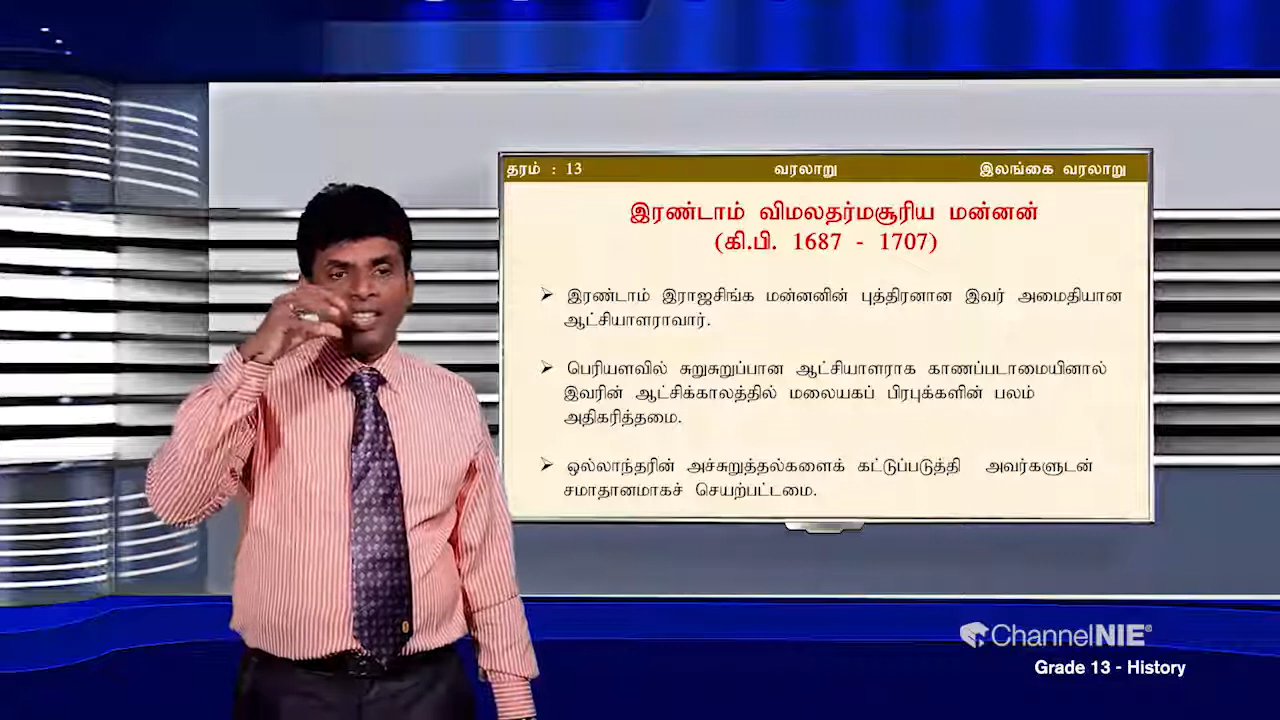 தரம் : 13 வரலாறு இலங்கை வரலாறு
இரண்டாம் விமலதர்மசூரிய மன்னன்
(கி.பி. 1687 - 1707)
➢ இரண்டாம் இராஜசிங்க மன்னனின் புத்திரனான இவர் அமைதியான
ஆட்சியாளராவார்.
➢ பெரியளவில் சுறுசுறுப்பான ஆட்சியாளராக காணப்படாமையினால்
இவரின் ஆட்சிக்காலத்தில் மலையகப் பிரபுக்களின் பலம்
அதிகரித்தமை.
➢ ஒல்லாந்தரின் அச்சுறுத்தல்களைக் கட்டுப்படுத்தி அவர்களுடன்
சமாதானமாகச் செயற்பட்டமை.
ChannelNIE®
Grade 13 - History